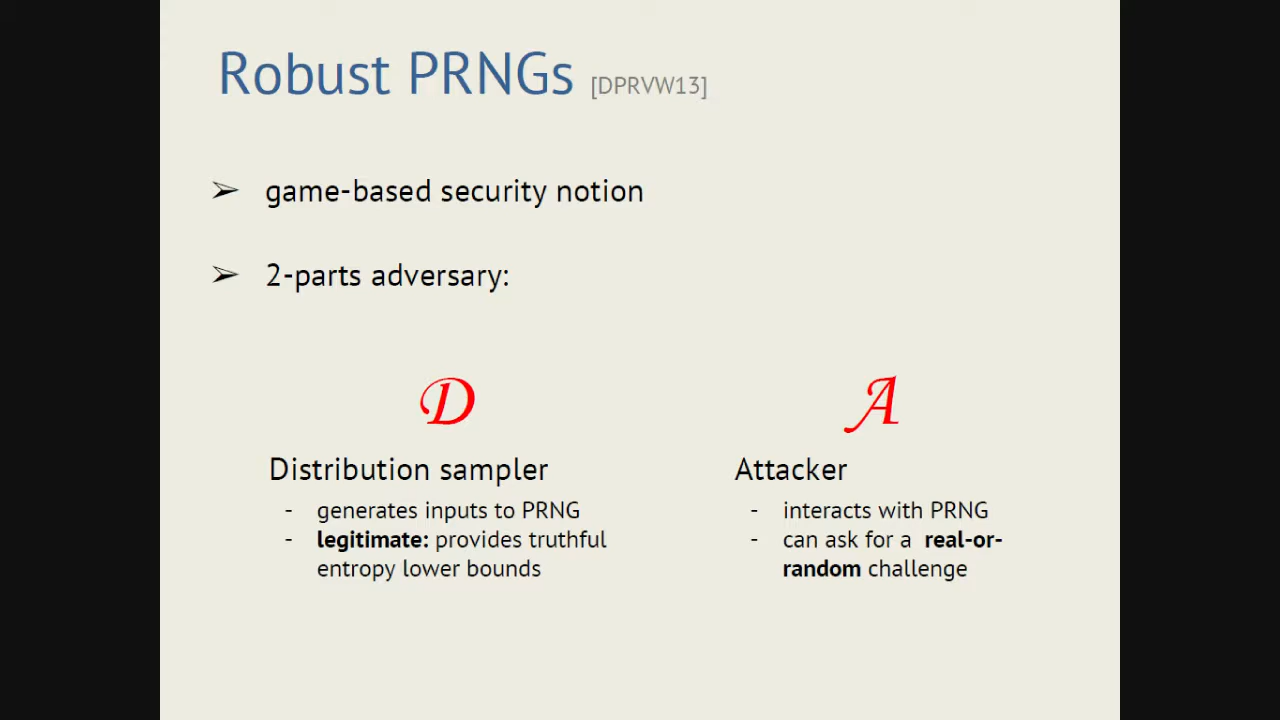 Robust PRNGs [DPRVW13]
➢ game-based security notion
➢ 2-parts adversary:
D
A
Distribution sampler
- generates inputs to PRNG
- legitimate: provides truthful
entropy lower bounds
Attacker
- interacts with PRNG
- can ask for a real-or-
random challenge